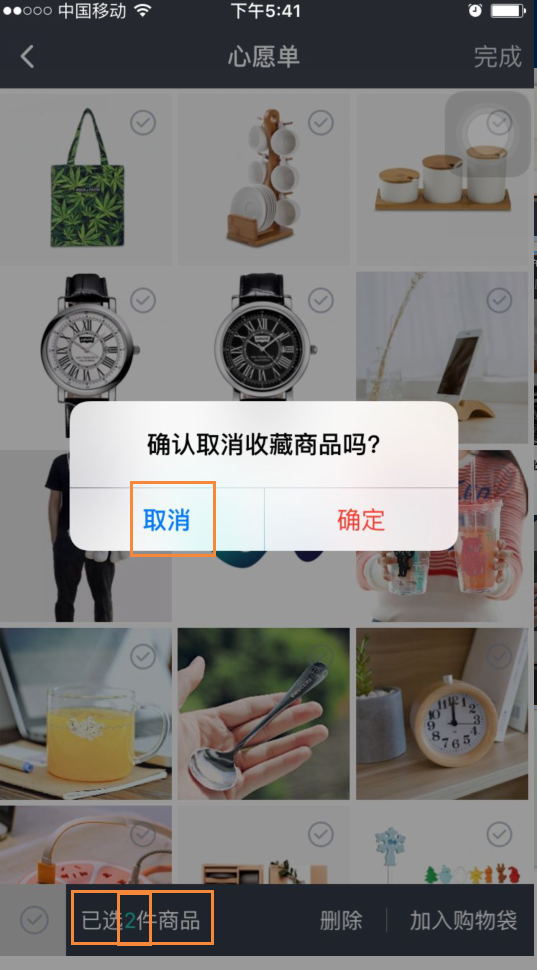 中国移动 下午5:41
心愿单 完成
确认取消收藏商品吗?
取消 确定
已选2件商品 删除 加入购物袋